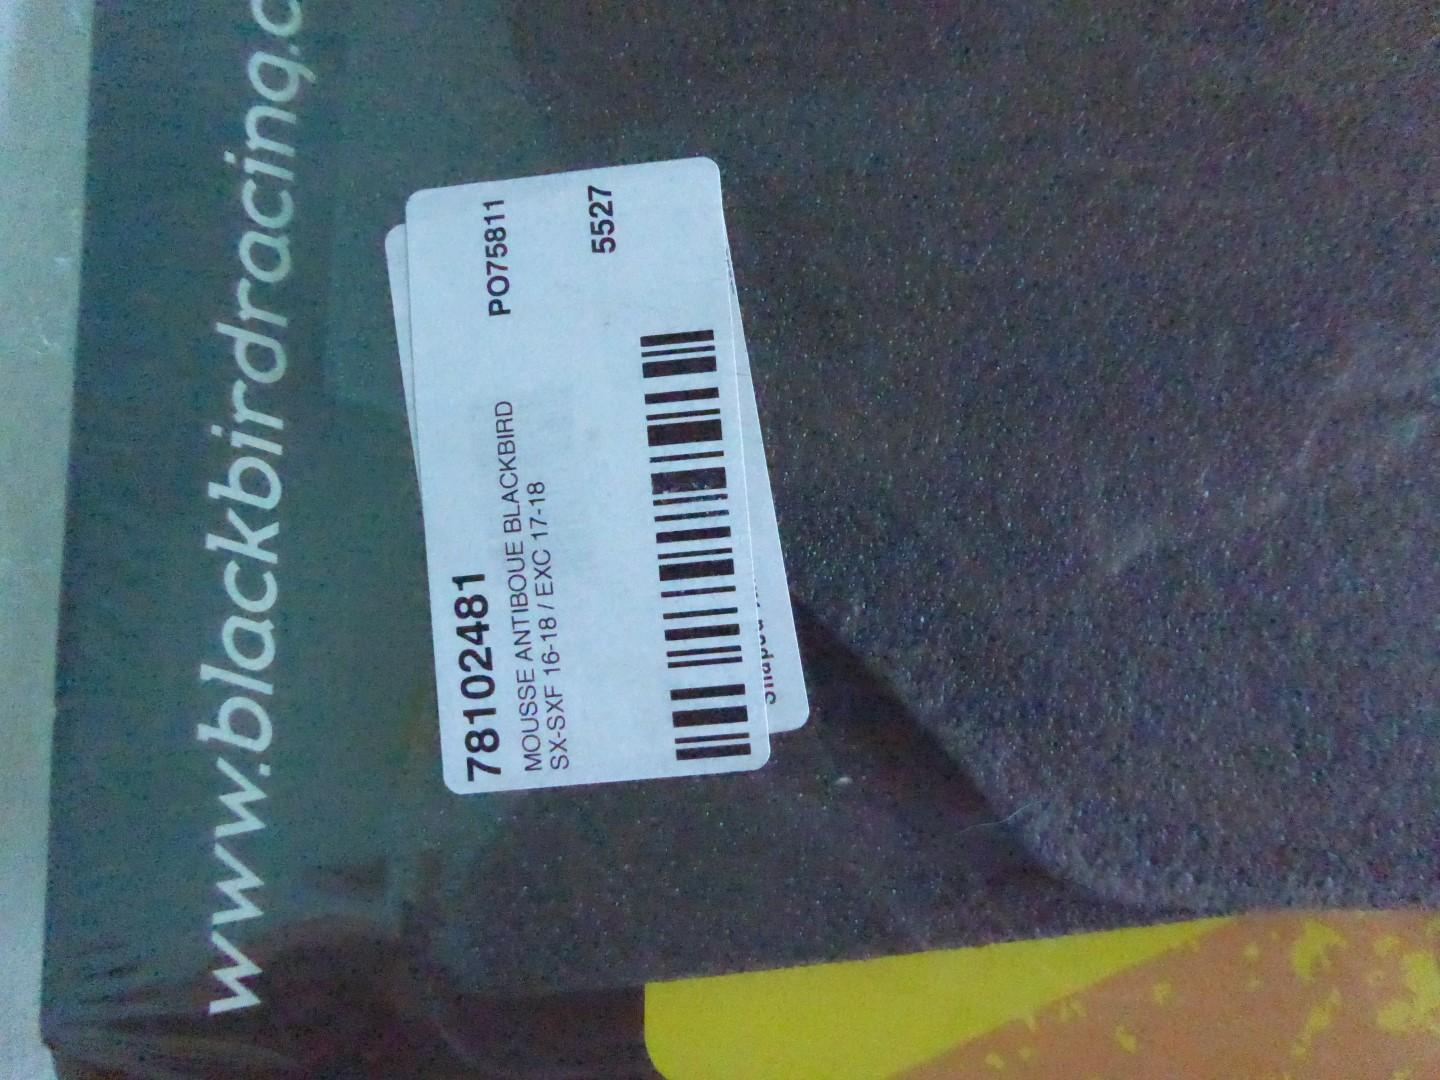 www.blackbirdracing.c
78102481
PO75811
MOUSSE ANTIBOUE BLACKBIRD
SX-SXF 16-18 / EXC 17-18
5527